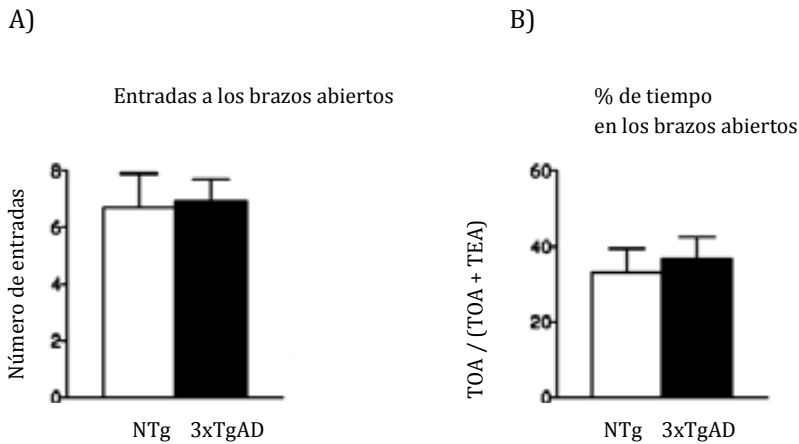 A)
Entradas a los brazos abiertos
Número de entradas
8
6
4
2
0
NTg 3xTgAD
B)
% de tiempo
en los brazos abiertos
TOA / (TOA + TEA)
60
40
20
0
NTg 3xTgAD